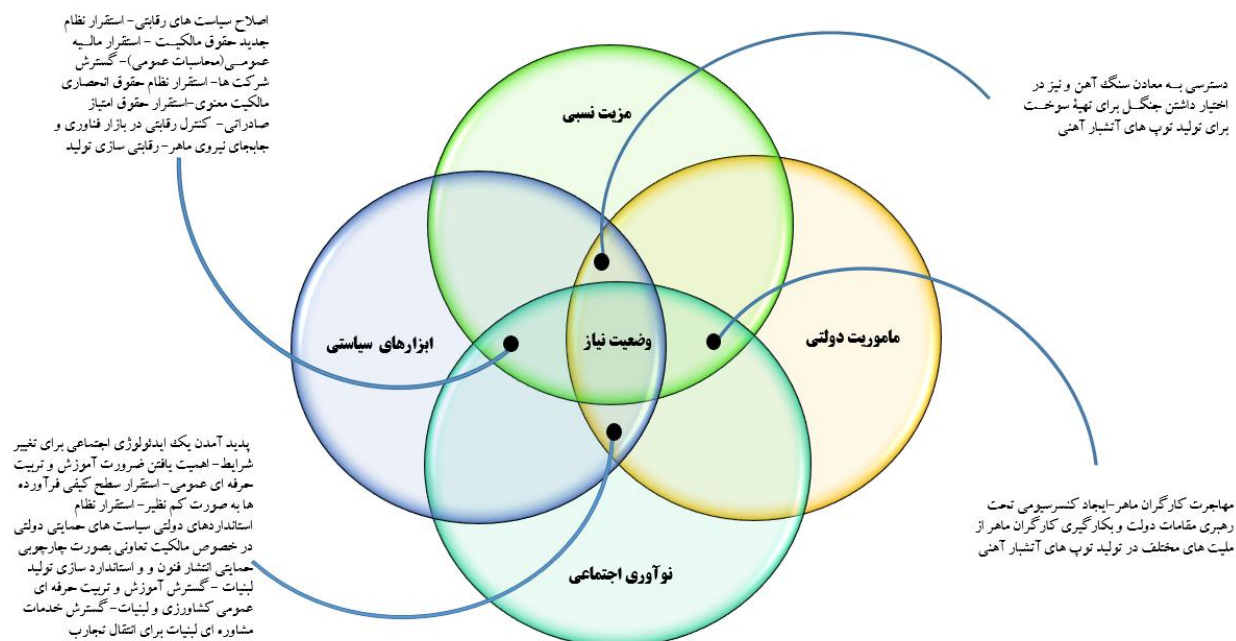 دسترسی به معادن سنگ آهن و نیز در
اختیار داشتن جنگل برای تهیهٔ سوخت
برای تولید توپ های آتشبار آهنی
اصلاح سیاست های رقابتی- استقرار نظام
جدید حقوق مالکیت - استقرار مالیه
عمومی(محاسبات عمومی)- گسترش
شرکت ها- استقرار نظام حقوق انحصاری
مالکیت معنوی-استقرار حقوق امتیاز
صادراتی- کنترل رقابتی در بازار فناوری و
جابجای نیروی ماهر- رقابتی سازی تولید
مزیت نسبی
ماموریت دولتی
وضعیت نیاز
ابزارهای سیاستی
نوآوری اجتماعی
مهاجرت کارگران ماهر-ایجاد کنسرسیومی تحت
رهبری مقامات دولت و بکارگیری کارگران ماهر از
ملیت های مختلف در تولید توپ های آتشبار آهنی
پدید آمدن یک ایدئولوژی اجتماعی برای تغییر
شرایط- اهمیت یافتن ضرورت آموزش و تربیت
حرفه ای عمومی- استقرار سطح کیفی فرآورده
ها به صورت کم نظیر- استقرار نظام
استانداردهای دولتی سیاست های حمایتی دولتی
در خصوص مالکیت تعاونی بصورت چارچوبی
حمایتی انتشار فنون و و استاندارد سازی تولید
لبنیات - گسترش آموزش و تربیت حرفه ای
عمومی کشاورزی و لبنیات- گسترش خدمات
مشاوره ای لبنیات برای انتقال تجارب